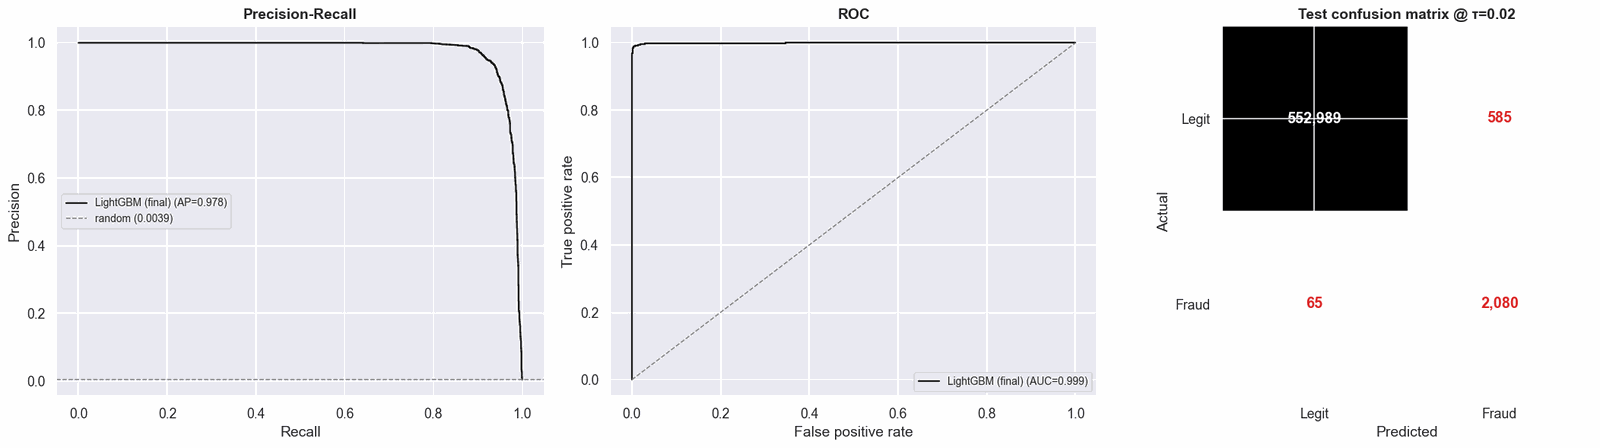 Precision-Recall
1.0
0.8
0.6
0.4
0.2
0.0
Precision
LightGBM (final) (AP=0.978)
random (0.0039)
0.0 0.2 0.4 0.6 0.8 1.0
Recall
ROC
1.0
0.8
0.6
0.4
0.2
0.0
True positive rate
LightGBM (final) (AUC=0.999)
0.0 0.2 0.4 0.6 0.8 1.0
False positive rate
Test confusion matrix @ τ=0.02
Actual
Legit 552,989 585
Fraud 65 2,080
Legit Fraud
Predicted